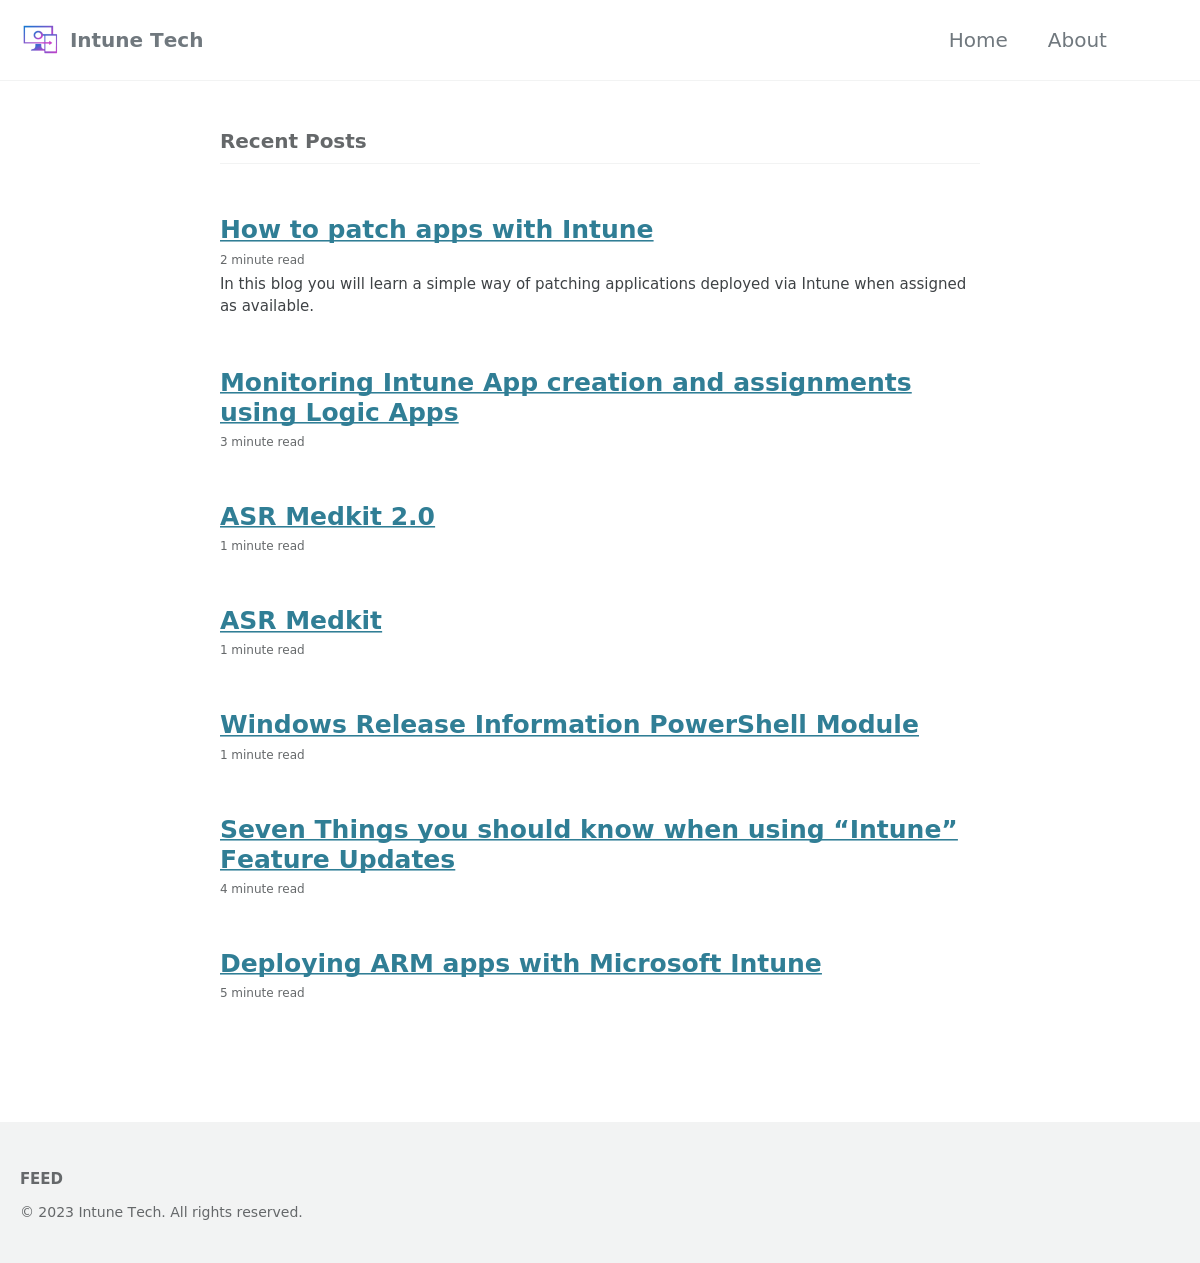 Intune Tech
Home
About
Recent Posts
How to patch apps with Intune
2 minute read
In this blog you will learn a simple way of patching applications deployed via Intune when assigned
as available.
Monitoring Intune App creation and assignments
using Logic Apps
3 minute read
ASR Medkit 2.0
1 minute read
ASR Medkit
1 minute read
Windows Release Information PowerShell Module
1 minute read
Seven Things you should know when using “Intune”
Feature Updates
4 minute read
Deploying ARM apps with Microsoft Intune
5 minute read
FEED
© 2023 Intune Tech. All rights reserved.